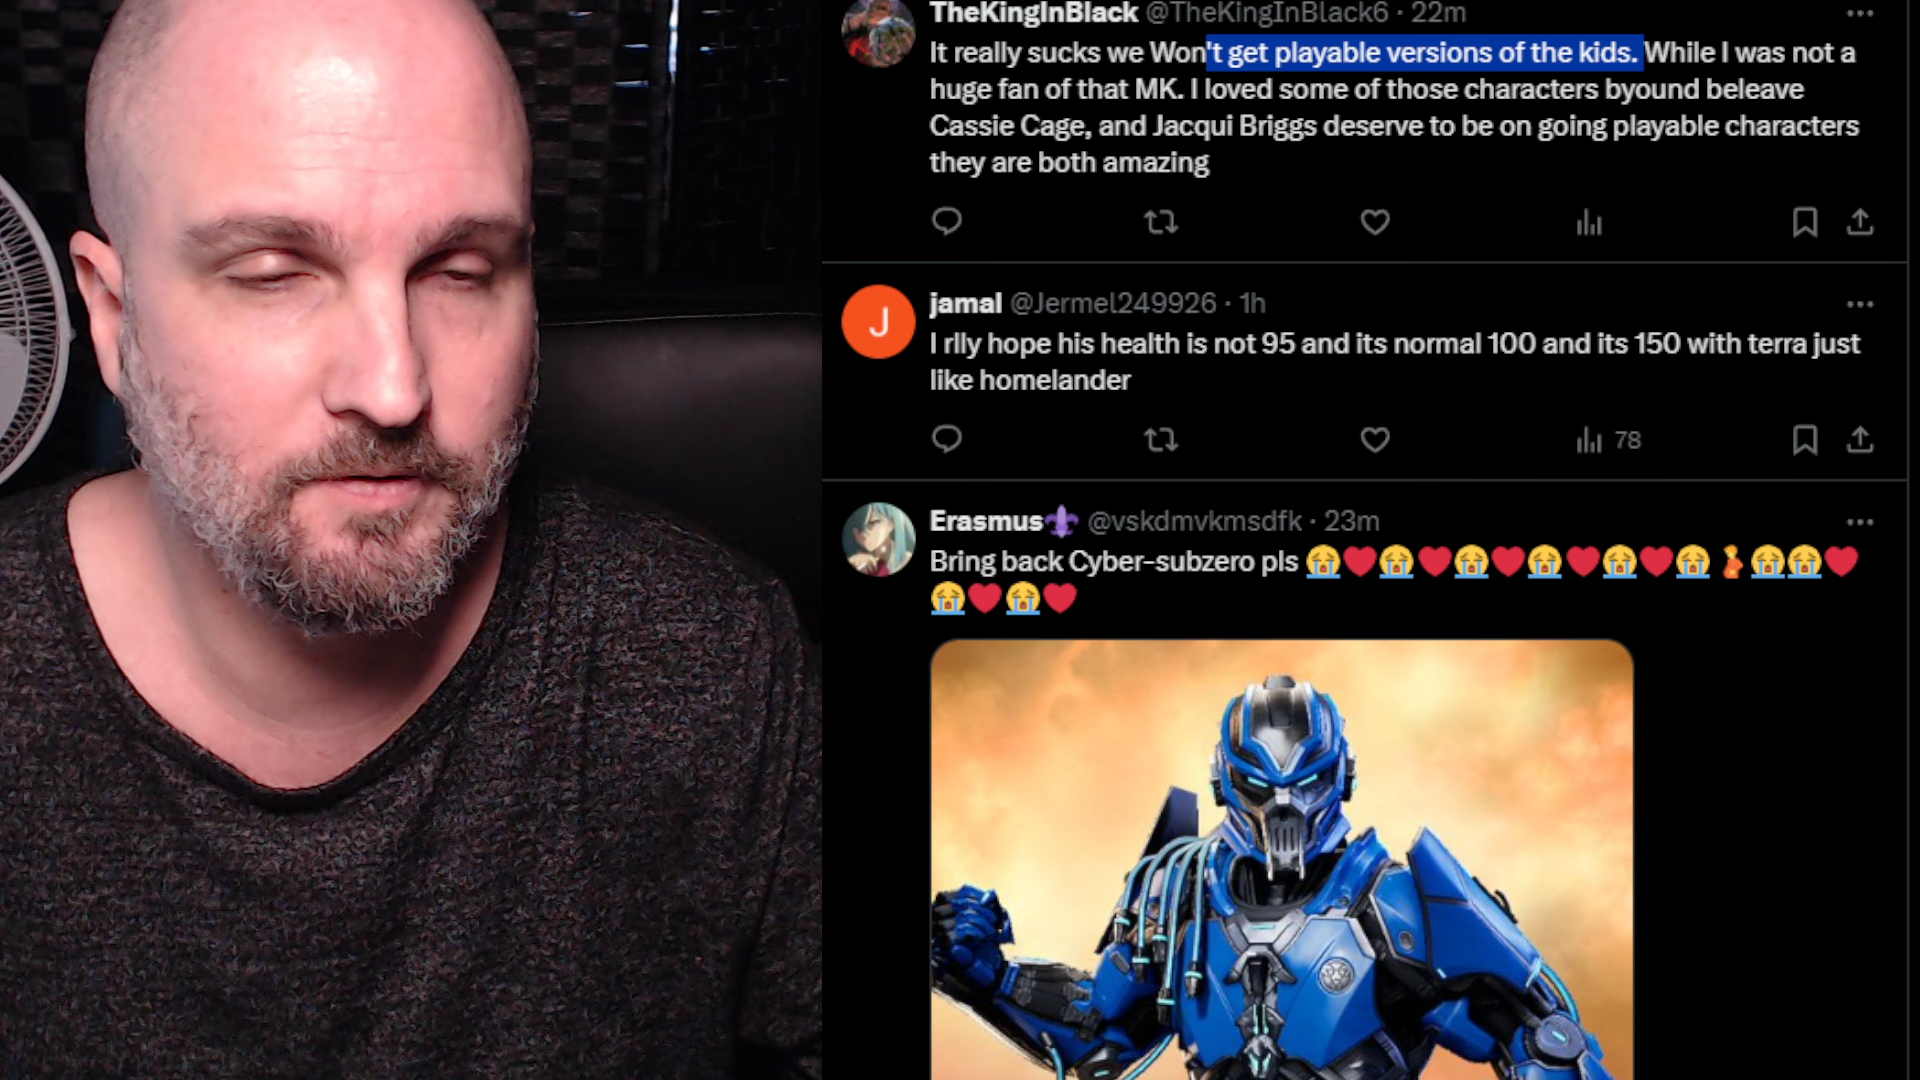 TheKingInBlack @TheKingInBlack6 · 22m
It really sucks we Won't get playable versions of the kids. While I was not a
huge fan of that MK. I loved some of those characters byound beleave
Cassie Cage, and Jacqui Briggs deserve to be on going playable characters
they are both amazing
J
jamal @Jermel249926 · 1h
I rlly hope his health is not 95 and its normal 100 and its 150 with terra just
like homelander
78
Erasmus⚜️ @vskdmvkmsdfk · 23m
Bring back Cyber-subzero pls 😭❤️😭❤️😭❤️😭❤️😭❤️😭🫃😭😭❤️
😭❤️😭❤️